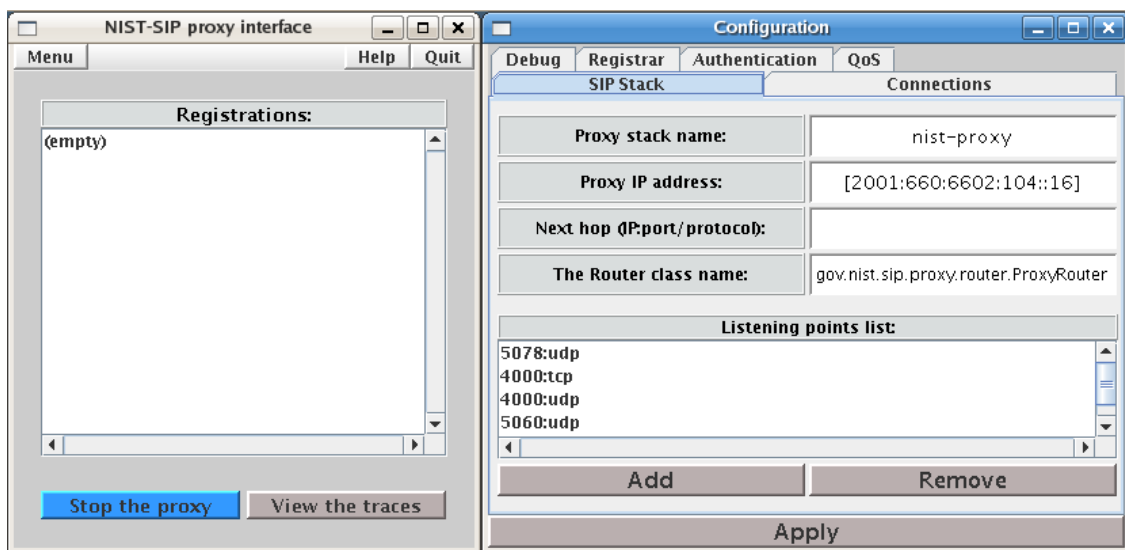 NIST-SIP proxy interface
Menu Help Quit
Registrations:
(empty)
Stop the proxy View the traces
Configuration
Debug Registrar Authentication QoS
SIP Stack Connections
Proxy stack name: nist-proxy
Proxy IP address: [2001:660:6602:104::16]
Next hop (IP:port/protocol):
The Router class name: gov.nist.sip.proxy.router.ProxyRouter
Listening points list:
5078:udp
4000:tcp
4000:udp
5060:udp
Add Remove
Apply